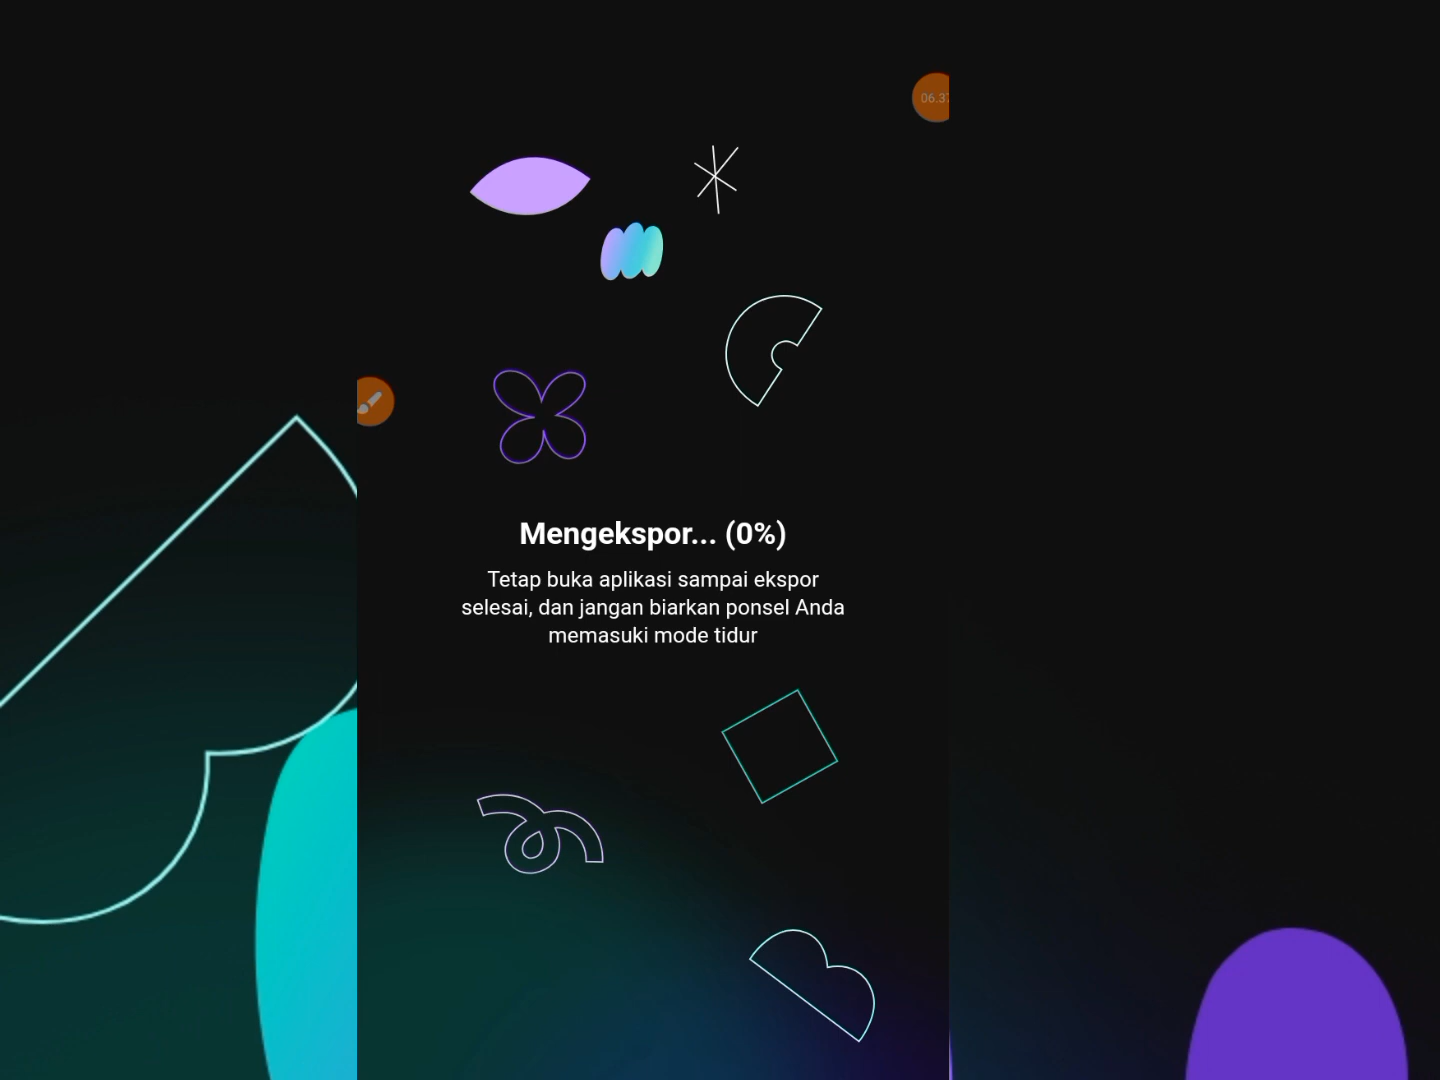 Mengekspor... (0%)
Tetap buka aplikasi sampai ekspor
selesai, dan jangan biarkan ponsel Anda
memasuki mode tidur